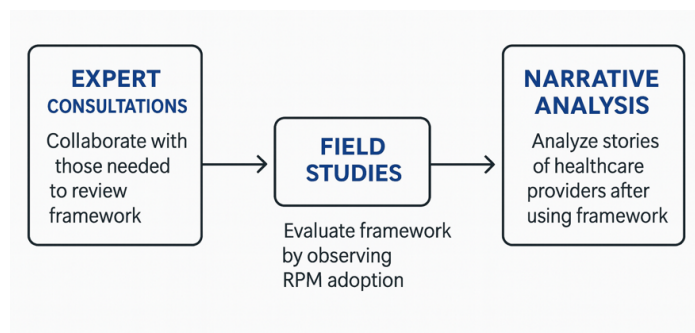 EXPERT
CONSULTATIONS
Collaborate with
those needed
to review
framework
FIELD
STUDIES
Evaluate framework
by observing
RPM adoption
NARRATIVE
ANALYSIS
Analyze stories
of healthcare
providers after
using framework